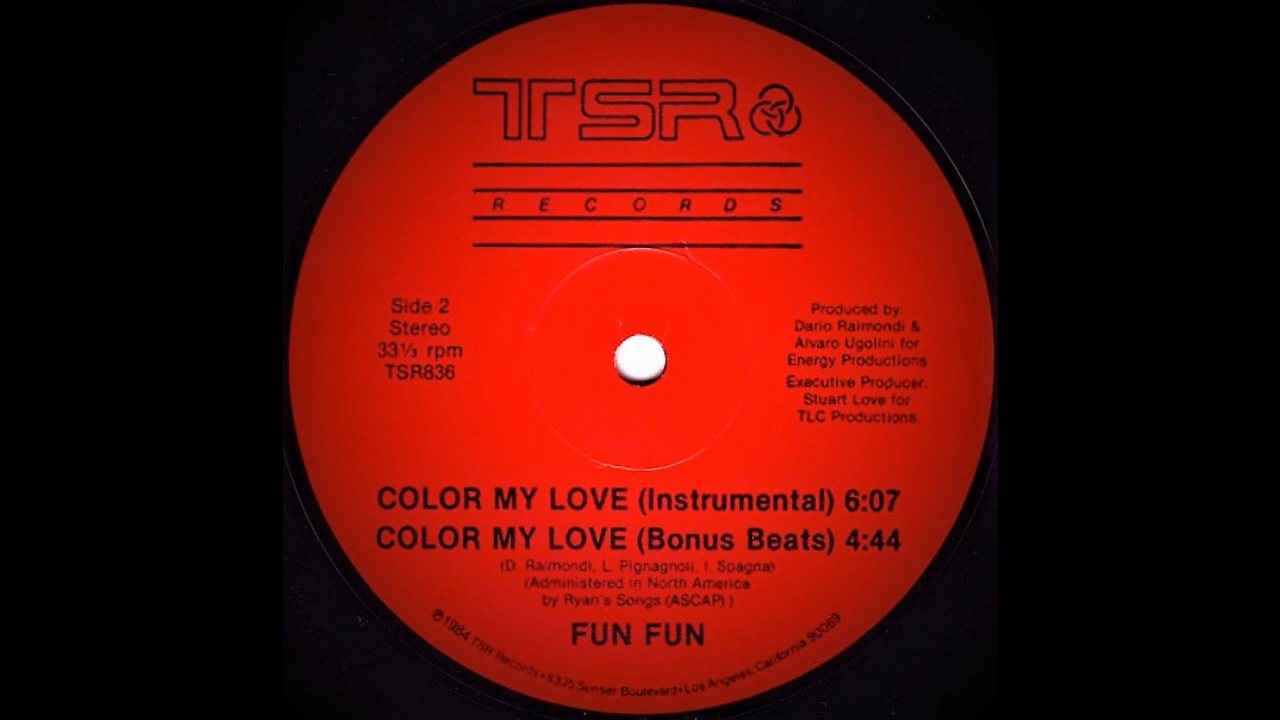 TSR
RECORDS
Side 2
Stereo
33⅓ rpm
TSR836
Produced by:
Dario Raimondi &
Alvaro Ugolini for
Energy Productions
Executive Producer:
Stuart Love for
TLC Productions
COLOR MY LOVE (Instrumental) 6:07
COLOR MY LOVE (Bonus Beats) 4:44
(D. Raimondi, L. Pignagnoli, I. Spagna)
(Administered in North America
by Ryan's Songs (ASCAP) )
FUN FUN
℗1984 TSR Records • 8335 Sunset Boulevard • Los Angeles, California 90069